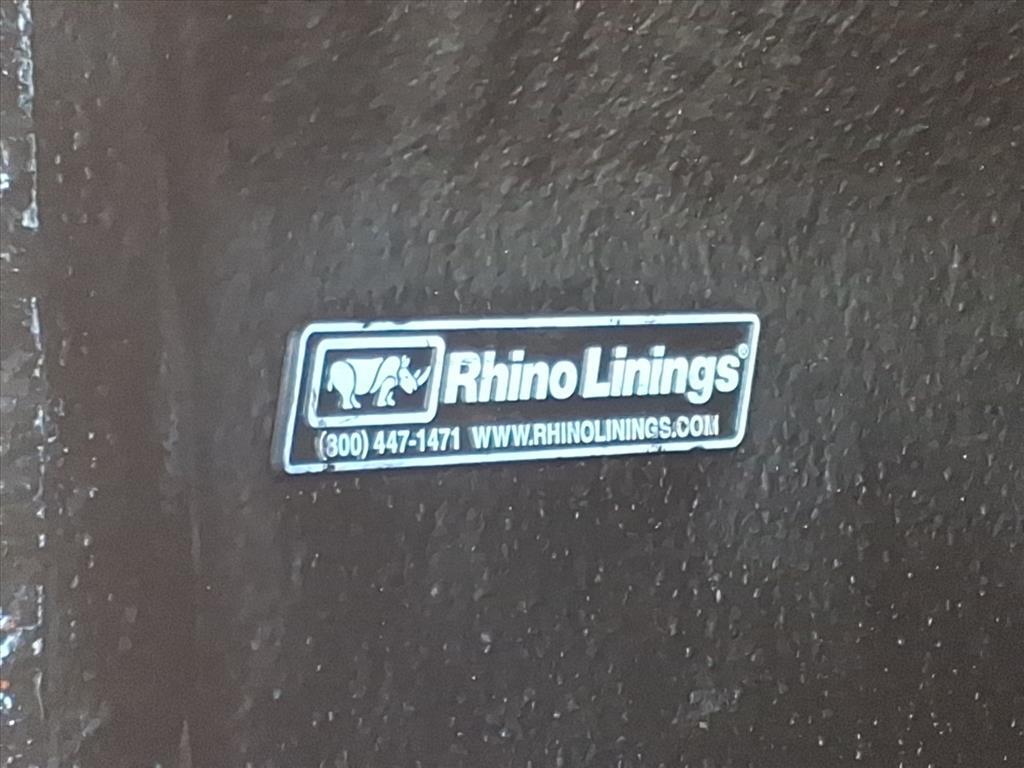 Rhino Linings®
(800) 447-1471 WWW.RHINOLININGS.COM